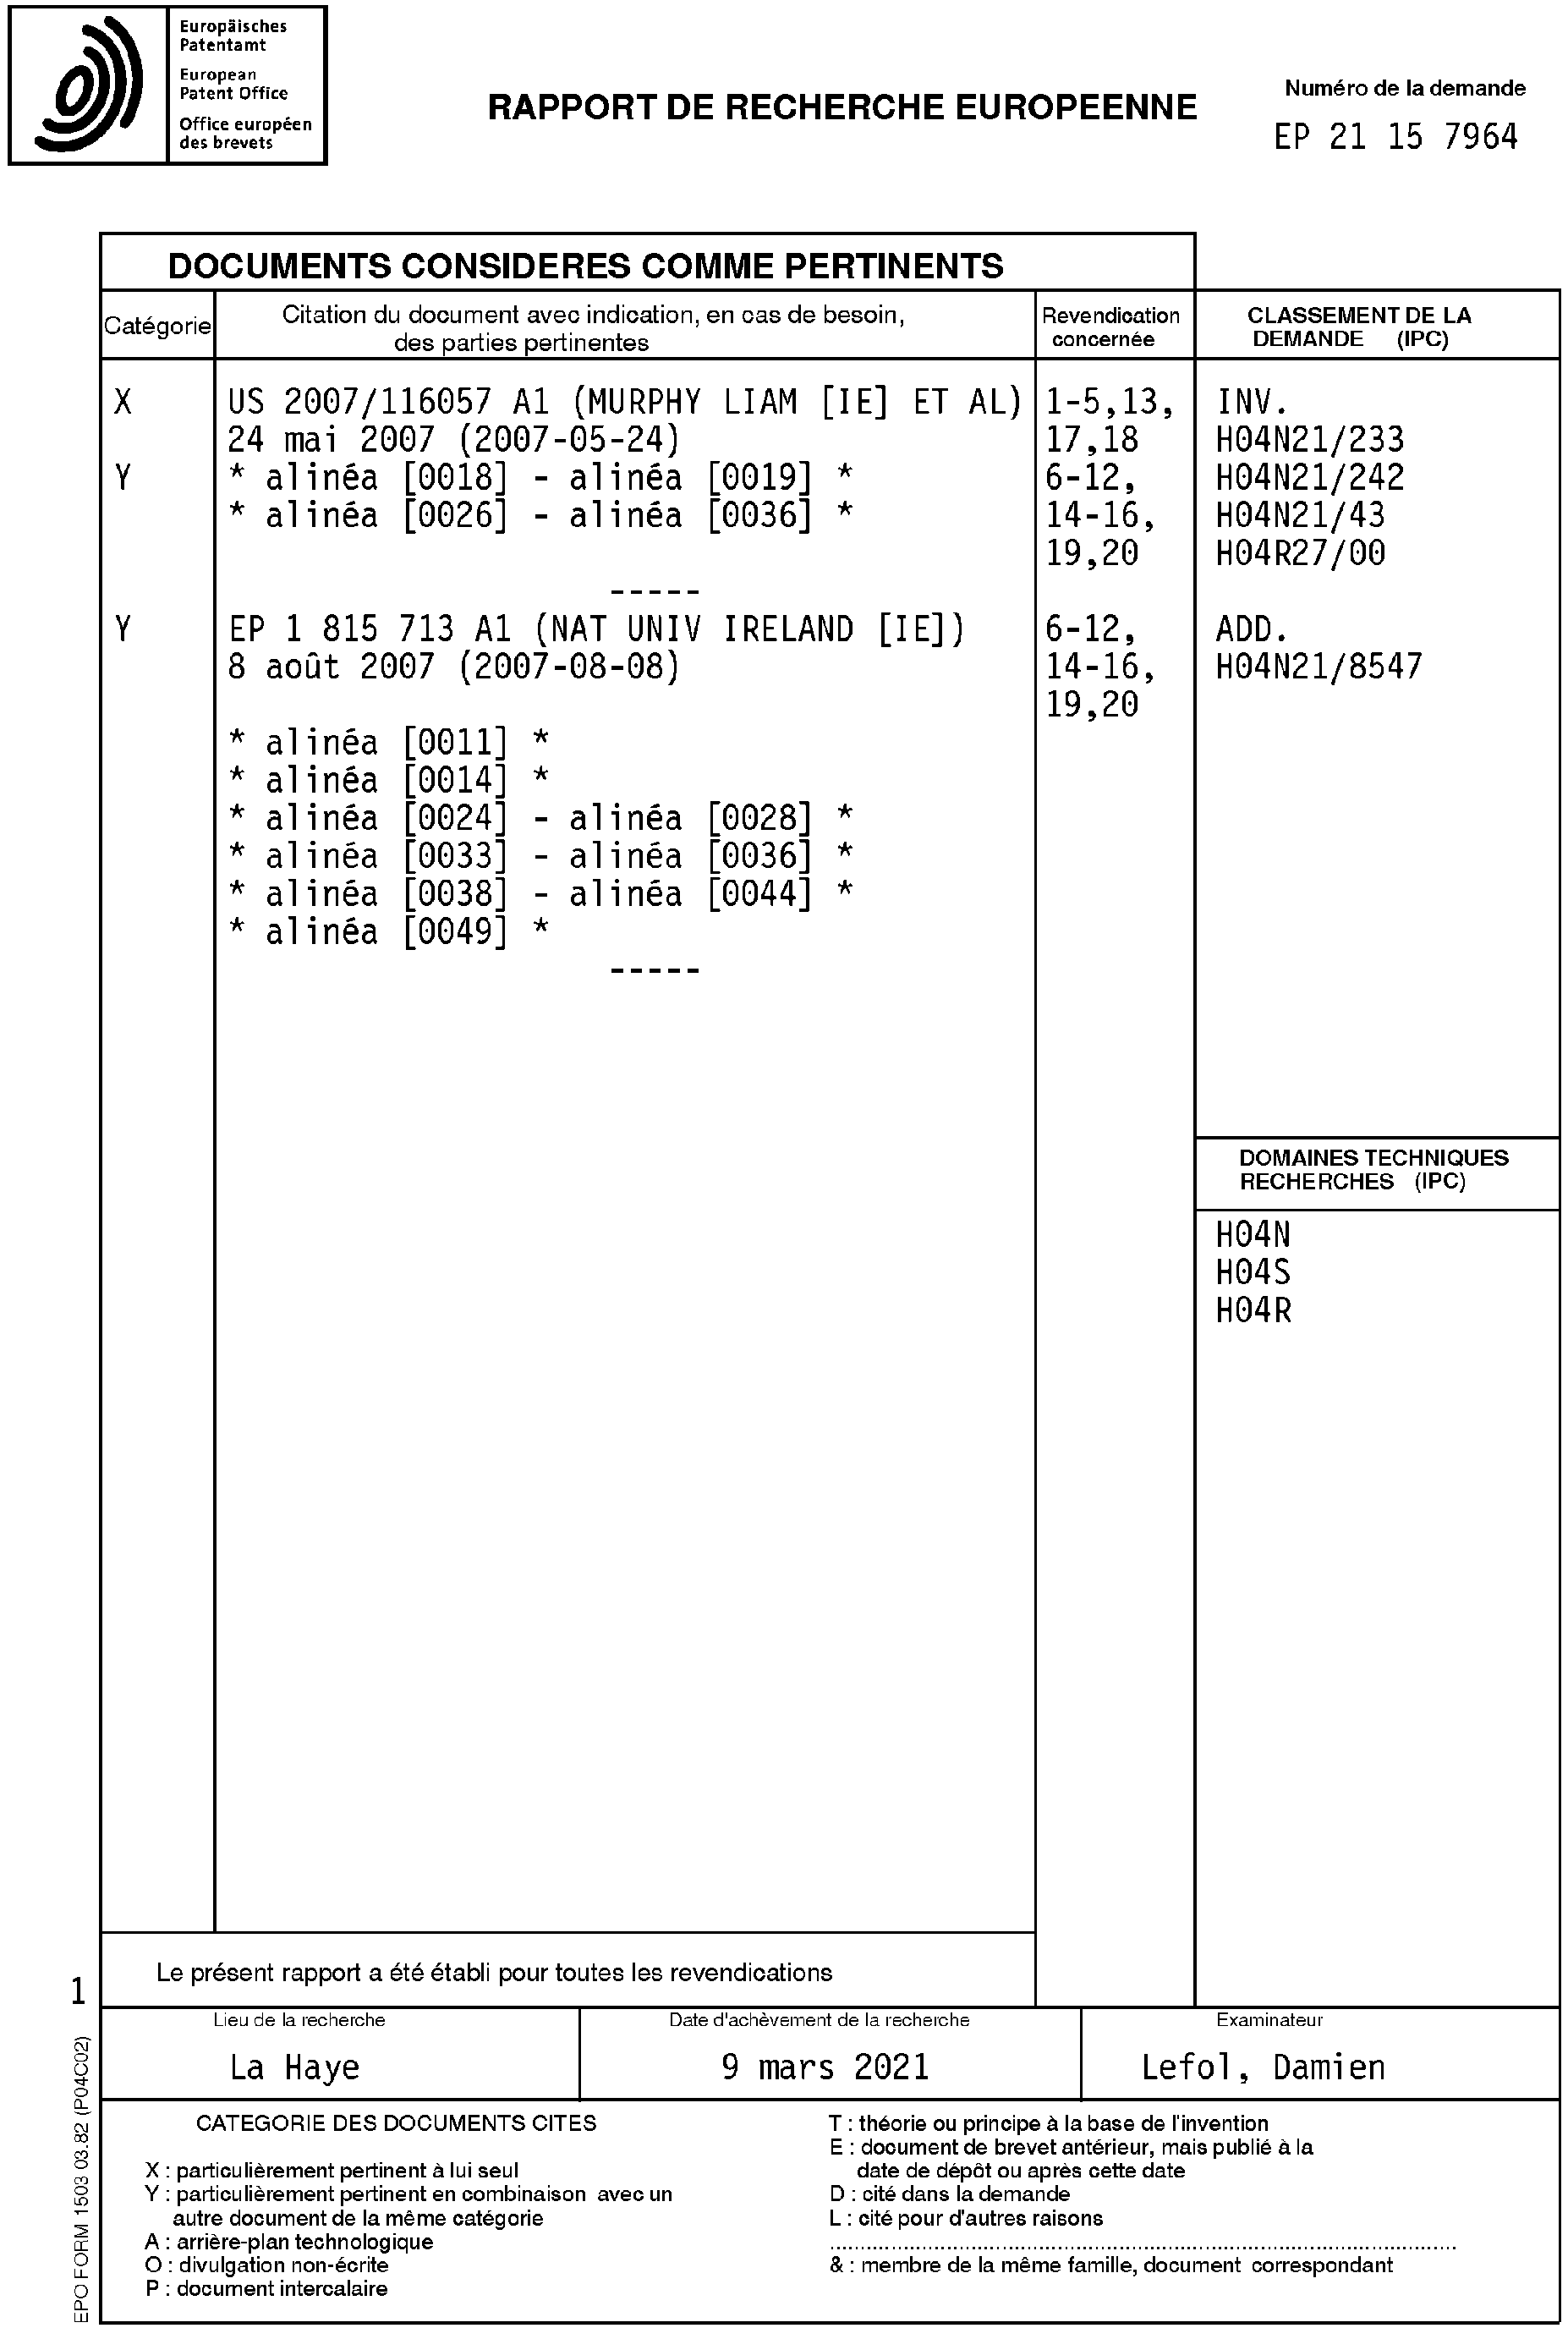 Europäisches
Patentamt
European
Patent Office
Office européen
des brevets
RAPPORT DE RECHERCHE EUROPEENNE
Numéro de la demande
EP 21 15 7964
DOCUMENTS CONSIDERES COMME PERTINENTS
Catégorie
Citation du document avec indication, en cas de besoin,
des parties pertinentes
Revendication
concernée
CLASSEMENT DE LA
DEMANDE (IPC)
X US 2007/116057 A1 (MURPHY LIAM [IE] ET AL) 1-5,13, INV.
24 mai 2007 (2007-05-24) 17,18 H04N21/233
Y * alinéa [0018] - alinéa [0019] * 6-12, H04N21/242
* alinéa [0026] - alinéa [0036] * 14-16, H04N21/43
19,20 H04R27/00
-----
Y EP 1 815 713 A1 (NAT UNIV IRELAND [IE]) 6-12, ADD.
8 août 2007 (2007-08-08) 14-16, H04N21/8547
19,20
* alinéa [0011] *
* alinéa [0014] *
* alinéa [0024] - alinéa [0028] *
* alinéa [0033] - alinéa [0036] *
* alinéa [0038] - alinéa [0044] *
* alinéa [0049] *
-----
DOMAINES TECHNIQUES
RECHERCHES (IPC)
H04N
H04S
H04R
Le présent rapport a été établi pour toutes les revendications
1
Lieu de la recherche
La Haye
Date d'achèvement de la recherche
9 mars 2021
Examinateur
Lefol, Damien
CATEGORIE DES DOCUMENTS CITES
X : particulièrement pertinent à lui seul
Y : particulièrement pertinent en combinaison avec un
autre document de la même catégorie
A : arrière-plan technologique
O : divulgation non-écrite
P : document intercalaire
T : théorie ou principe à la base de l'invention
E : document de brevet antérieur, mais publié à la
date de dépôt ou après cette date
D : cité dans la demande
L : cité pour d'autres raisons
& : membre de la même famille, document correspondant
EPO FORM 1503 03.82 (P04C02)